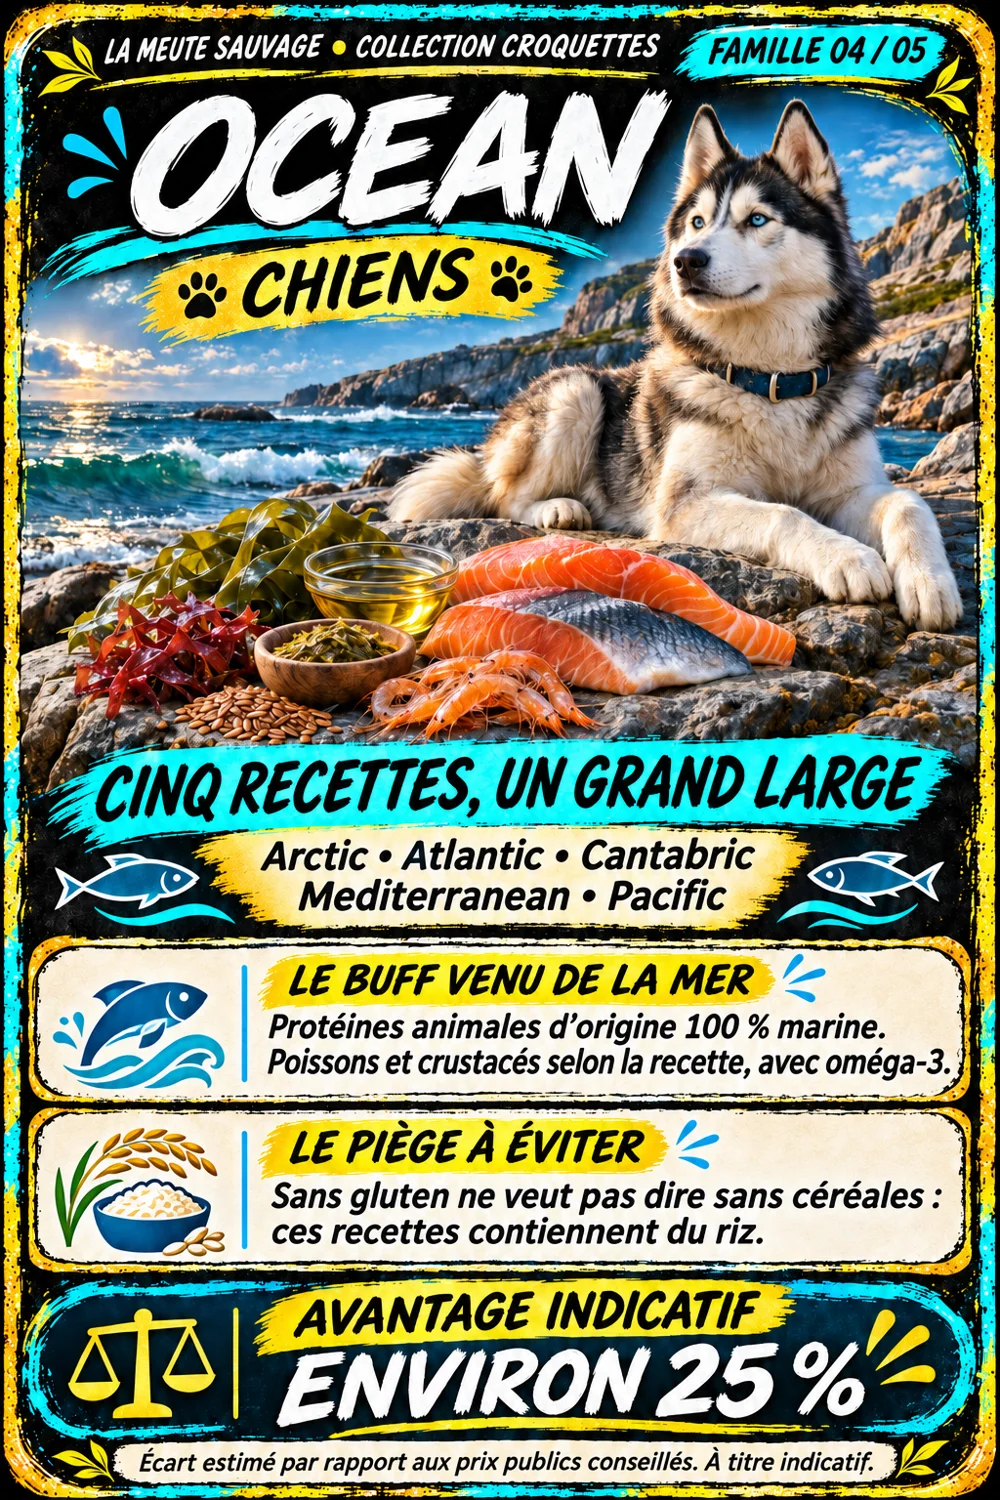 LA MEUTE SAUVAGE • COLLECTION CROQUETTES
FAMILLE 04 / 05
OCEAN
CHIENS
CINQ RECETTES, UN GRAND LARGE
Arctic • Atlantic • Cantabric
Mediterranean • Pacific
LE BUFF VENU DE LA MER
Protéines animales d’origine 100 % marine.
Poissons et crustacés selon la recette, avec oméga-3.
LE PIÈGE À ÉVITER
Sans gluten ne veut pas dire sans céréales :
ces recettes contiennent du riz.
AVANTAGE INDICATIF
ENVIRON 25 %
Écart estimé par rapport aux prix publics conseillés. À titre indicatif.